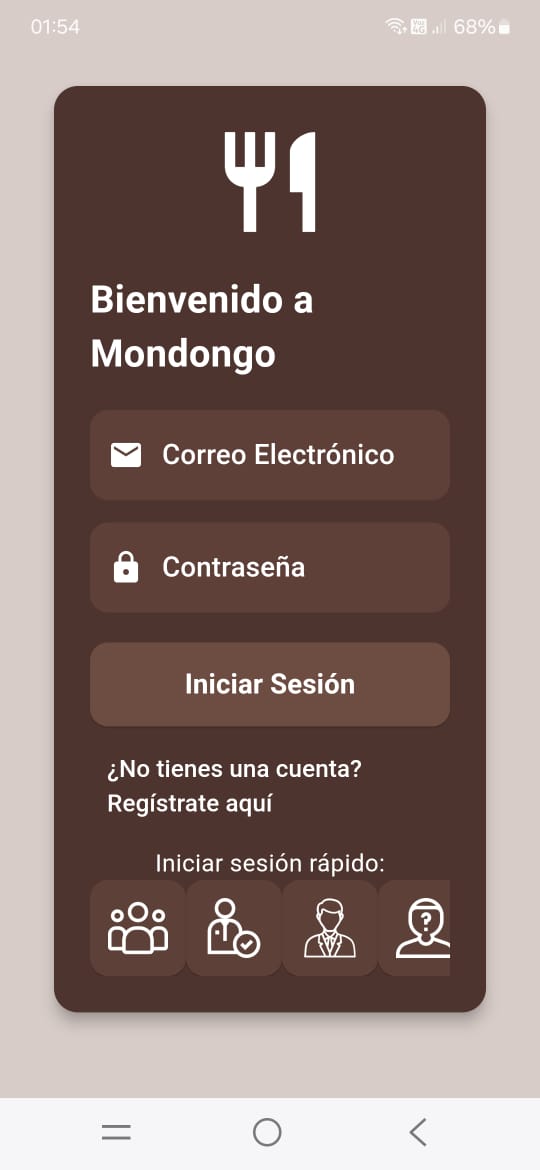 01:54
68%
Bienvenido a
Mondongo
Correo Electrónico
Contraseña
Iniciar Sesión
¿No tienes una cuenta?
Regístrate aquí
Iniciar sesión rápido:
?